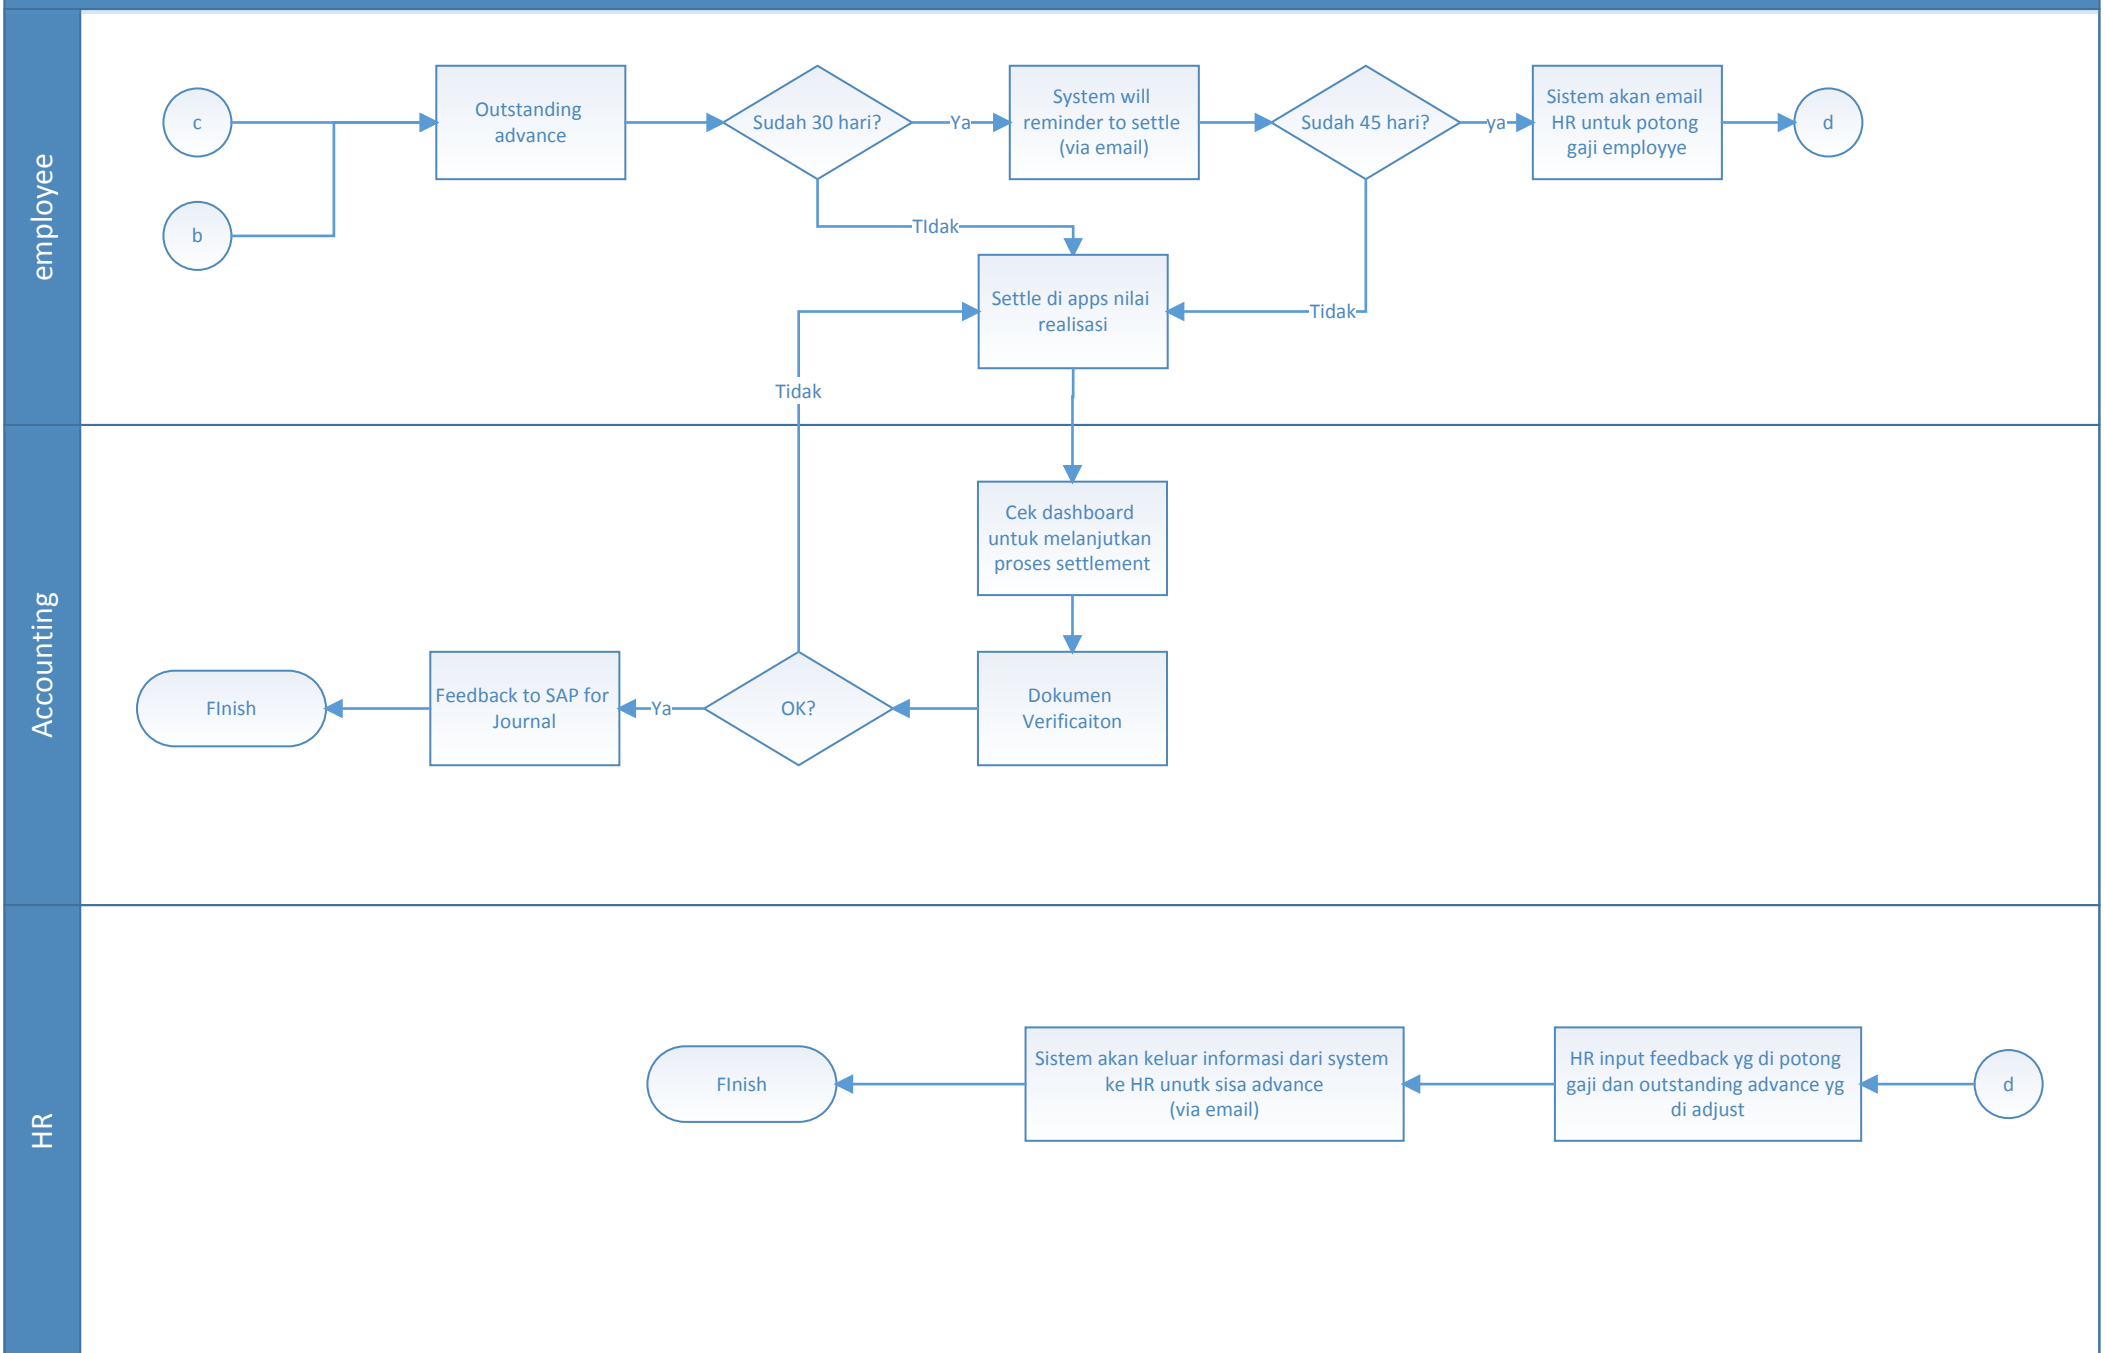 employee
c
Outstanding
advance
Sudah 30 hari?
Ya
System will
reminder to settle
(via email)
Sudah 45 hari?
ya
Sistem akan email
HR untuk potong
gaji employye
d
b
TIdak
Settle di apps nilai
realisasi
Tidak
Tidak
Accounting
Cek dashboard
untuk melanjutkan
proses settlement
FInish
Feedback to SAP for
Journal
Ya
OK?
Dokumen
Verificaiton
HR
FInish
Sistem akan keluar informasi dari system
ke HR unutk sisa advance
(via email)
HR input feedback yg di potong
gaji dan outstanding advance yg
di adjust
d